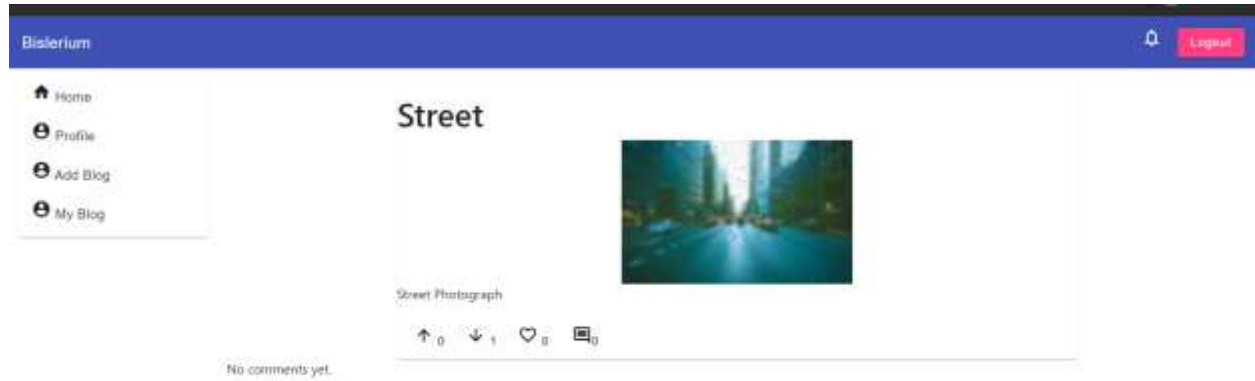 Bislerium
Logout
Home
Profile
Add Blog
My Blog
Street
Street Photograph
0 1 0 0
No comments yet.